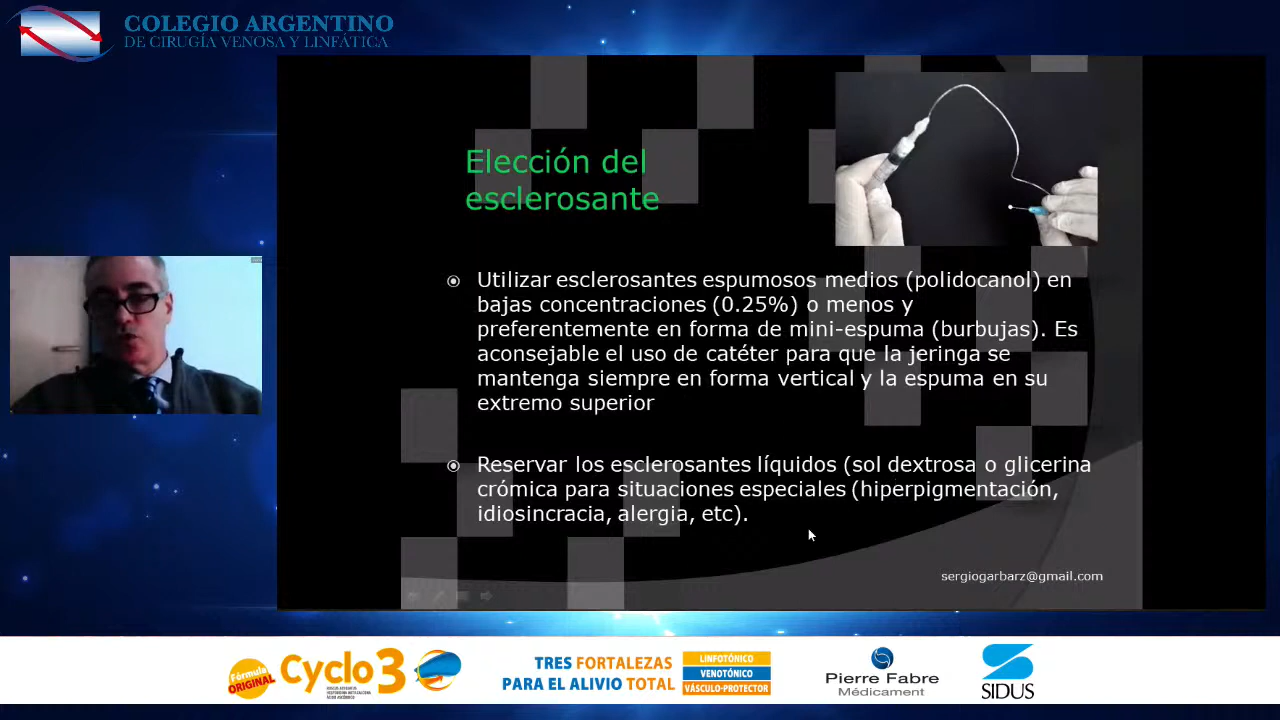 COLEGIO ARGENTINO
DE CIRUGÍA VENOSA Y LINFÁTICA
Elección del
esclerosante
Utilizar esclerosantes espumosos medios (polidocanol) en
bajas concentraciones (0.25%) o menos y
preferentemente en forma de mini-espuma (burbujas). Es
aconsejable el uso de catéter para que la jeringa se
mantenga siempre en forma vertical y la espuma en su
extremo superior
Reservar los esclerosantes líquidos (sol dextrosa o glicerina
crómica para situaciones especiales (hiperpigmentación,
idiosincracia, alergia, etc).
sergiogarbarz@gmail.com
Fórmula
ORIGINAL
Cyclo 3
TRES FORTALEZAS
PARA EL ALIVIO TOTAL
LINFOTÓNICO
VENOTÓNICO
VÁSCULO-PROTECTOR
Pierre Fabre
Médicament
SIDUS